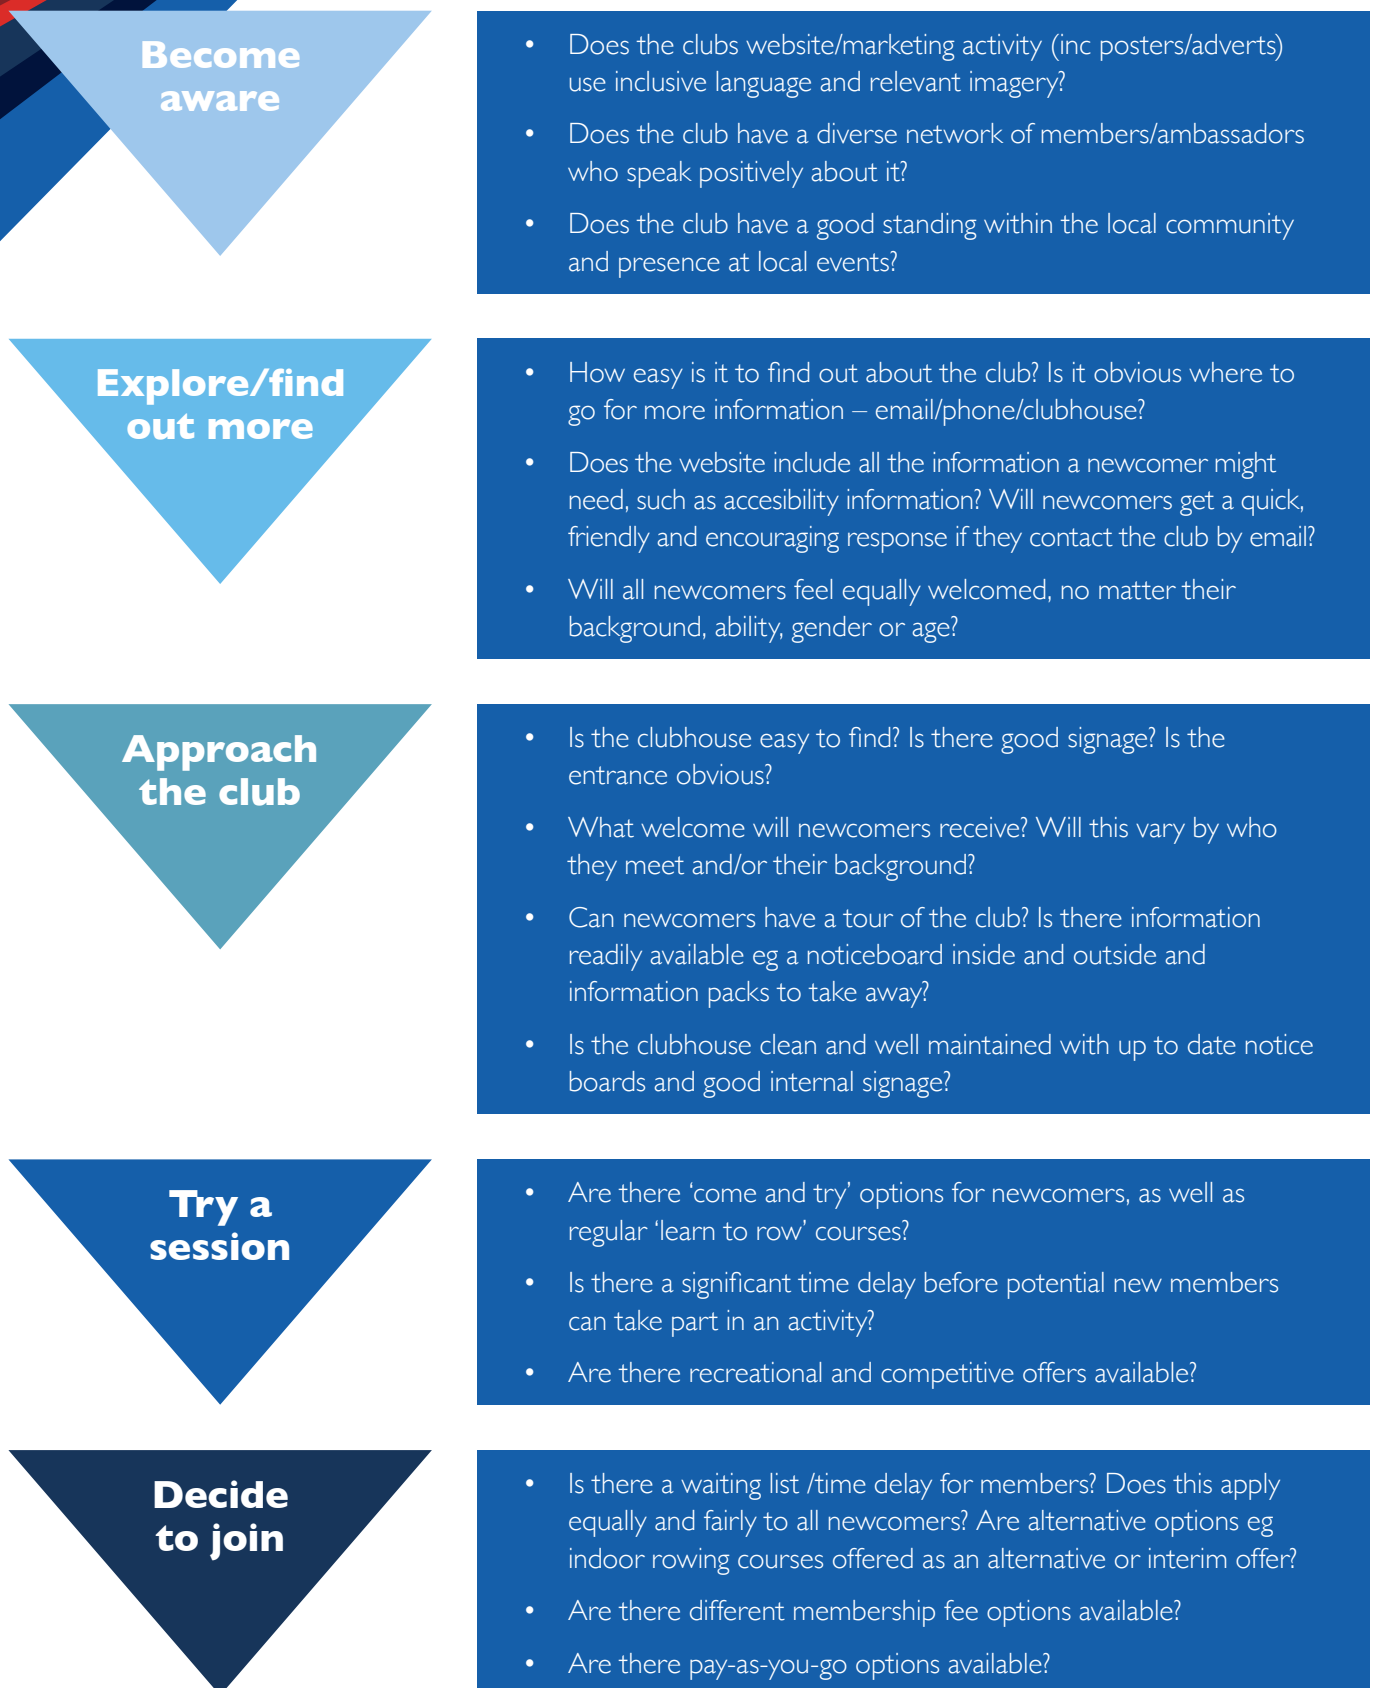 Become
aware
• Does the clubs website/marketing activity (inc posters/adverts)
use inclusive language and relevant imagery?
• Does the club have a diverse network of members/ambassadors
who speak positively about it?
• Does the club have a good standing within the local community
and presence at local events?
Explore/find
out more
• How easy is it to find out about the club? Is it obvious where to
go for more information – email/phone/clubhouse?
• Does the website include all the information a newcomer might
need, such as accesibility information? Will newcomers get a quick,
friendly and encouraging response if they contact the club by email?
• Will all newcomers feel equally welcomed, no matter their
background, ability, gender or age?
Approach
the club
• Is the clubhouse easy to find? Is there good signage? Is the
entrance obvious?
• What welcome will newcomers receive? Will this vary by who
they meet and/or their background?
• Can newcomers have a tour of the club? Is there information
readily available eg a noticeboard inside and outside and
information packs to take away?
• Is the clubhouse clean and well maintained with up to date notice
boards and good internal signage?
Try a
session
• Are there ‘come and try’ options for newcomers, as well as
regular ‘learn to row’ courses?
• Is there a significant time delay before potential new members
can take part in an activity?
• Are there recreational and competitive offers available?
Decide
to join
• Is there a waiting list /time delay for members? Does this apply
equally and fairly to all newcomers? Are alternative options eg
indoor rowing courses offered as an alternative or interim offer?
• Are there different membership fee options available?
• Are there pay-as-you-go options available?